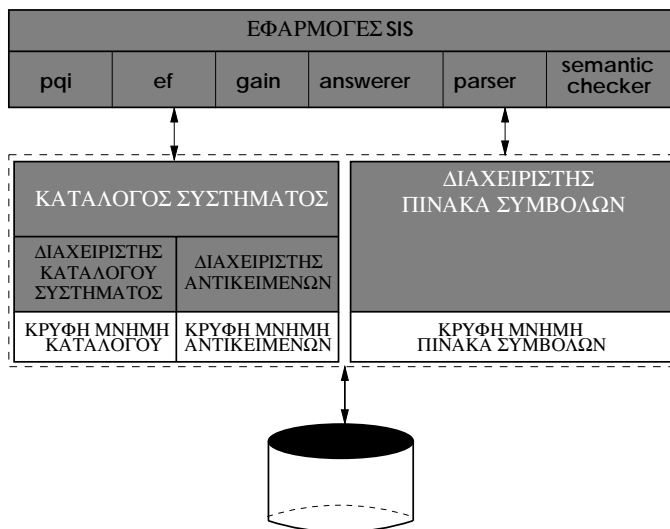 ΕΦΑΡΜΟΓΕΣ SIS
pqi ef gain answerer parser semantic checker
ΚΑΤΑΛΟΓΟΣ ΣΥΣΤΗΜΑΤΟΣ
ΔΙΑΧΕΙΡΙΣΤΗΣ
ΚΑΤΑΛΟΓΟΥ
ΣΥΣΤΗΜΑΤΟΣ
ΔΙΑΧΕΙΡΙΣΤΗΣ
ΑΝΤΙΚΕΙΜΕΝΩΝ
ΚΡΥΦΗ ΜΝΗΜΗ
ΚΑΤΑΛΟΓΟΥ
ΚΡΥΦΗ ΜΝΗΜΗ
ΑΝΤΙΚΕΙΜΕΝΩΝ
ΔΙΑΧΕΙΡΙΣΤΗΣ
ΠΙΝΑΚΑ ΣΥΜΒΟΛΩΝ
ΚΡΥΦΗ ΜΝΗΜΗ
ΠΙΝΑΚΑ ΣΥΜΒΟΛΩΝ